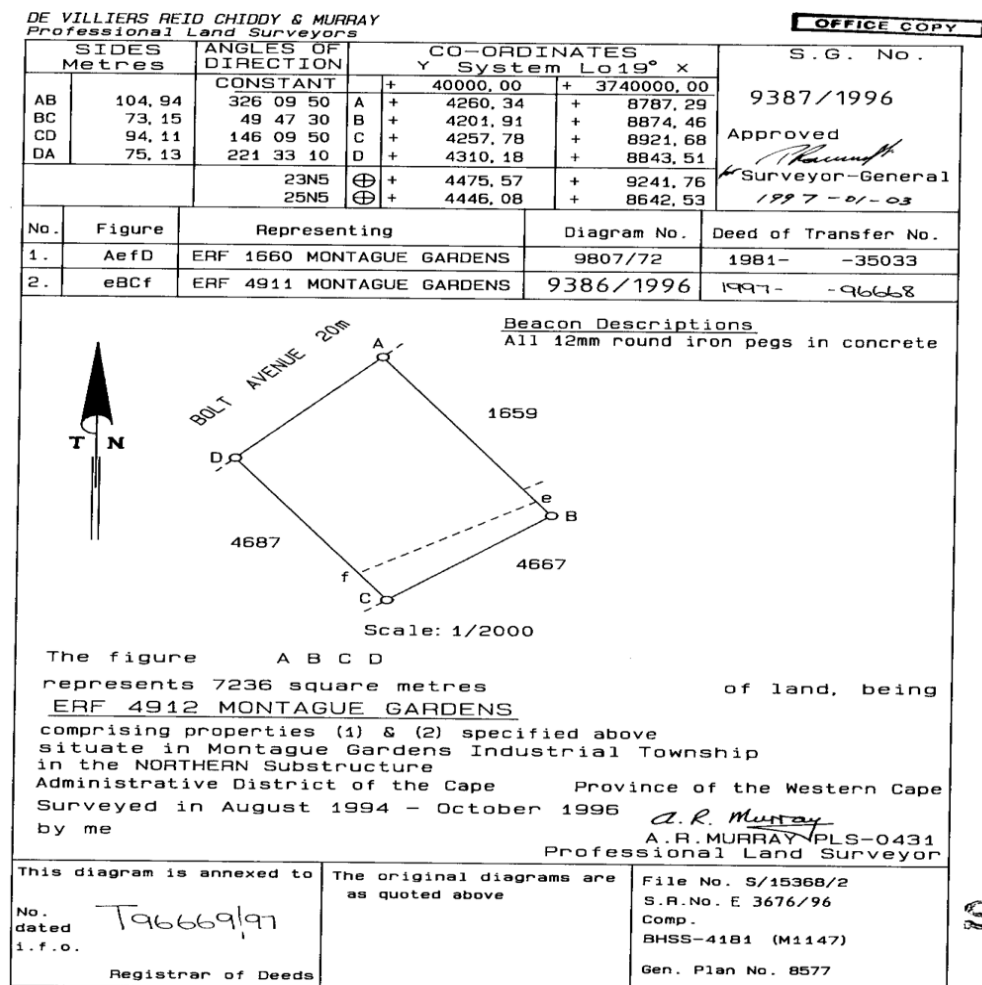 DE VILLIERS REID CHIDDY & MURRAY
Professional Land Surveyors
OFFICE COPY
SIDES Metres ANGLES OF DIRECTION CO-ORDINATES Y System Lo19° X S.G. No.
CONSTANT + 40000,00 + 3740000,00
AB 104,94 326 09 50 A + 4260,34 + 8787,29
BC 73,15 49 47 30 B + 4201,91 + 8874,46
CD 94,11 146 09 50 C + 4257,78 + 8921,68
DA 75,13 221 33 10 D + 4310,18 + 8843,51
23N5 ⊕ + 4475,57 + 9241,76
25N5 ⊕ + 4446,08 + 8642,53
9387/1996
Approved
for Surveyor-General
1997-01-03
No. Figure Representing Diagram No. Deed of Transfer No.
1. AefD ERF 1660 MONTAGUE GARDENS 9807/72 1981- -35033
2. eBCf ERF 4911 MONTAGUE GARDENS 9386/1996 1997- -96668
Beacon Descriptions
All 12mm round iron pegs in concrete
BOLT AVENUE 20m
A
1659
T N
D
e
B
4687
4667
f
C
Scale: 1/2000
The figure A B C D
represents 7236 square metres of land, being
ERF 4912 MONTAGUE GARDENS
comprising properties (1) & (2) specified above
situate in Montague Gardens Industrial Township
in the NORTHERN Substructure
Administrative District of the Cape Province of the Western Cape
Surveyed in August 1994 - October 1996
by me
A.R. Murray
A.R.MURRAY PLS-0431
Professional Land Surveyor
This diagram is annexed to
No.
dated
i.f.o.
T96669/97
Registrar of Deeds
The original diagrams are
as quoted above
File No. S/15368/2
S.R.No. E 3676/96
Comp.
BHSS-4181 (M1147)
Gen. Plan No. 8577